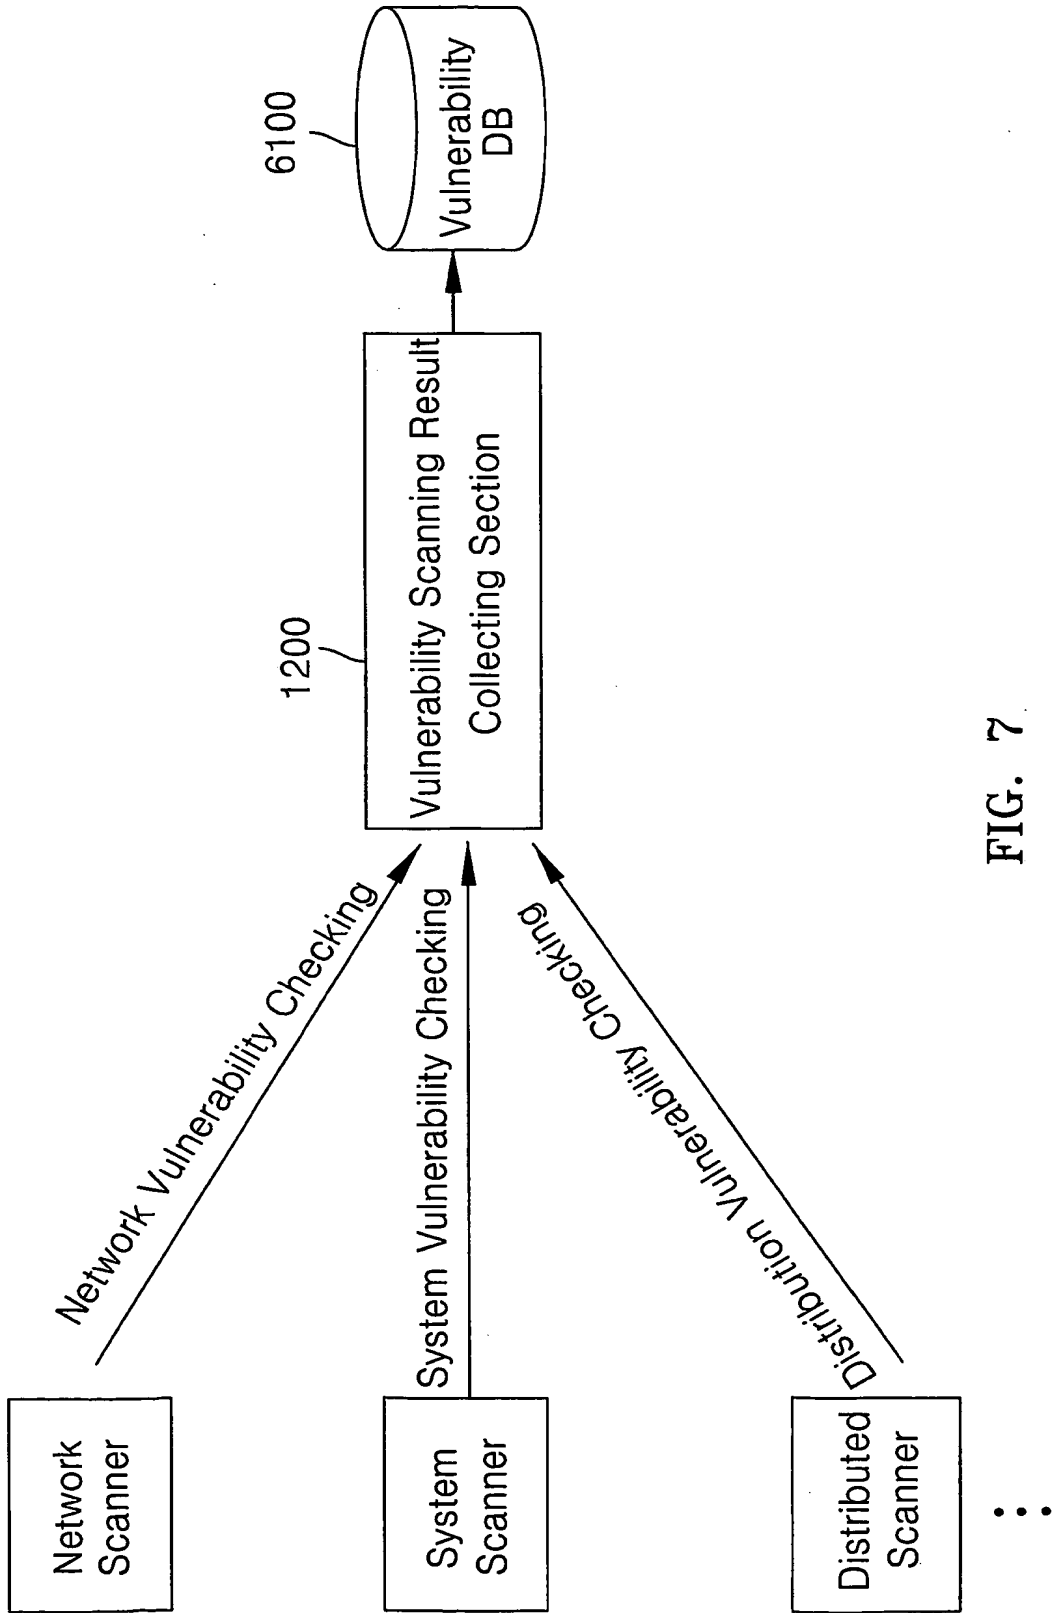 Network
Scanner
System
Scanner
Distributed
Scanner
Network Vulnerability Checking
System Vulnerability Checking
Distribution Vulnerability Checking
1200
Vulnerability Scanning Result
Collecting Section
6100
Vulnerability
DB
FIG. 7